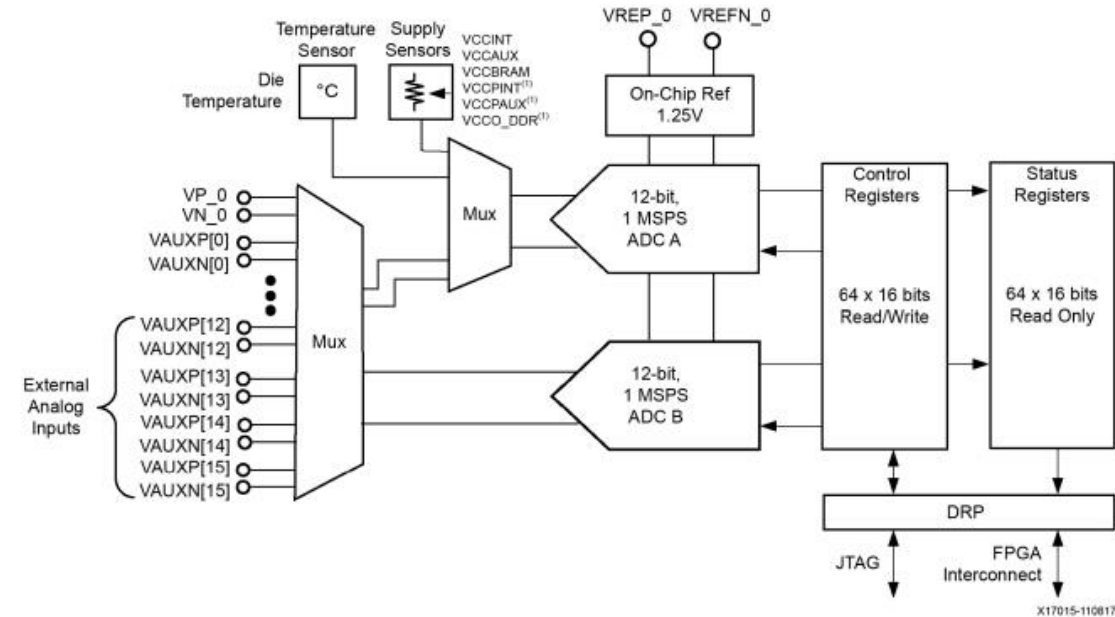 VREP_0 VREFN_0
Temperature
Sensor
Supply
Sensors
VCCINT
VCCAUX
VCCBRAM
VCCPINT(1)
VCCPAUX(1)
VCCO_DDR(1)
Die
Temperature
°C
On-Chip Ref
1.25V
VP_0
VN_0
VAUXP[0]
VAUXN[0]
VAUXP[12]
VAUXN[12]
VAUXP[13]
VAUXN[13]
VAUXP[14]
VAUXN[14]
VAUXP[15]
VAUXN[15]
External
Analog
Inputs
Mux
Mux
12-bit,
1 MSPS
ADC A
12-bit,
1 MSPS
ADC B
Control
Registers
64 x 16 bits
Read/Write
Status
Registers
64 x 16 bits
Read Only
DRP
JTAG
FPGA
Interconnect
X17015-110817